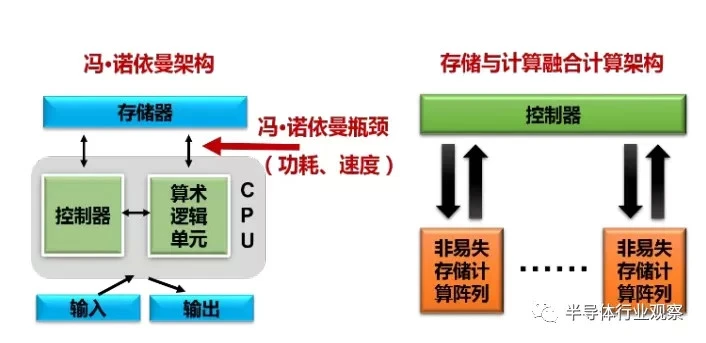 冯·诺依曼架构
存储器
冯·诺依曼瓶颈
（功耗、速度）
控制器
算术
逻辑
单元
C
P
U
输入
输出
存储与计算融合计算架构
控制器
非易失
存储计
算阵列
······
非易失
存储计
算阵列
半导体行业观察